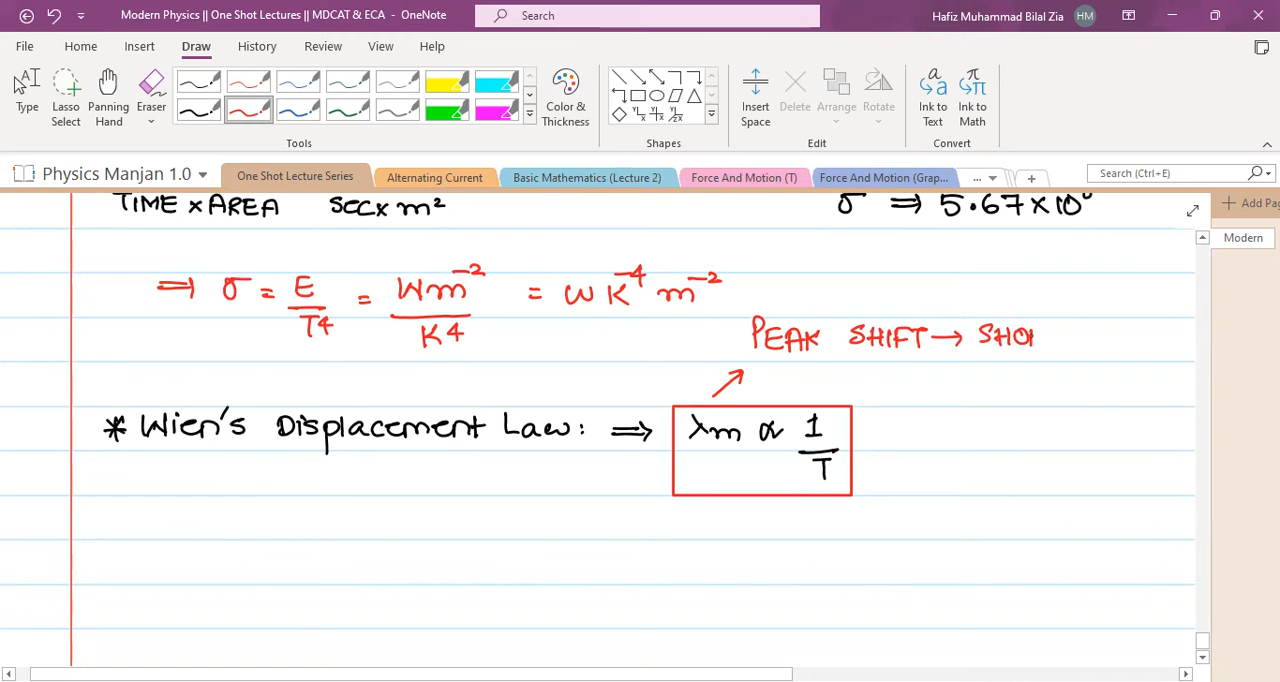 Modern Physics || One Shot Lectures || MDCAT & ECA - OneNote
Search
Hafiz Muhammad Bilal Zia HM
File Home Insert Draw History Review View Help
Type Lasso Select Panning Hand Eraser Color & Thickness Insert Space Delete Arrange Rotate Ink to Text Ink to Math
Tools Shapes Edit Convert
Physics Manjan 1.0 One Shot Lecture Series Alternating Current Basic Mathematics (Lecture 2) Force And Motion (T) Force And Motion (Grap... ... Search (Ctrl+E)
TIME x AREA Sec x m² σ ⇒ 5.67×10
Add Pag
Modern
⇒ σ = E/T4 = Wm⁻²/K4 = W K⁻⁴ m⁻²
PEAK SHIFT → SHO
* Wien's Displacement Law: ⇒ λm ∝ 1/T